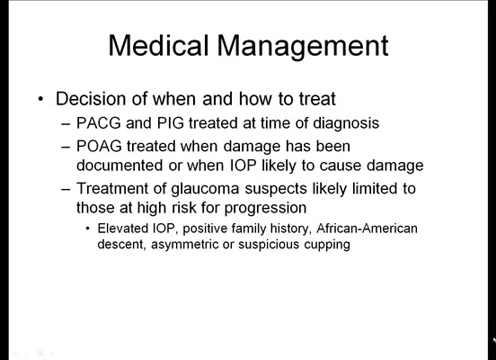 Medical Management
• Decision of when and how to treat
– PACG and PIG treated at time of diagnosis
– POAG treated when damage has been
documented or when IOP likely to cause damage
– Treatment of glaucoma suspects likely limited to
those at high risk for progression
• Elevated IOP, positive family history, African-American
descent, asymmetric or suspicious cupping